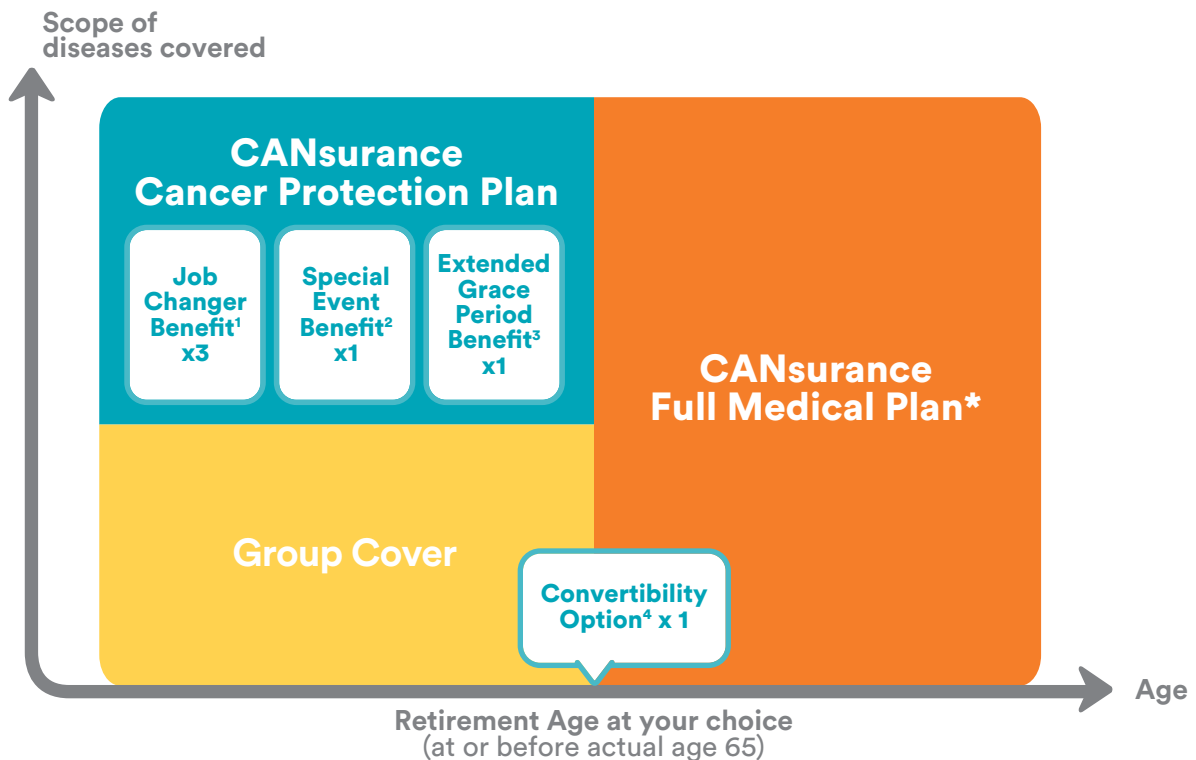 Scope of
diseases covered
CANsurance
Cancer Protection Plan
Job
Changer
Benefit¹
x3
Special
Event
Benefit²
x1
Extended
Grace
Period
Benefit³
x1
CANsurance
Full Medical Plan*
Group Cover
Convertibility
Option⁴ x 1
Age
Retirement Age at your choice
(at or before actual age 65)